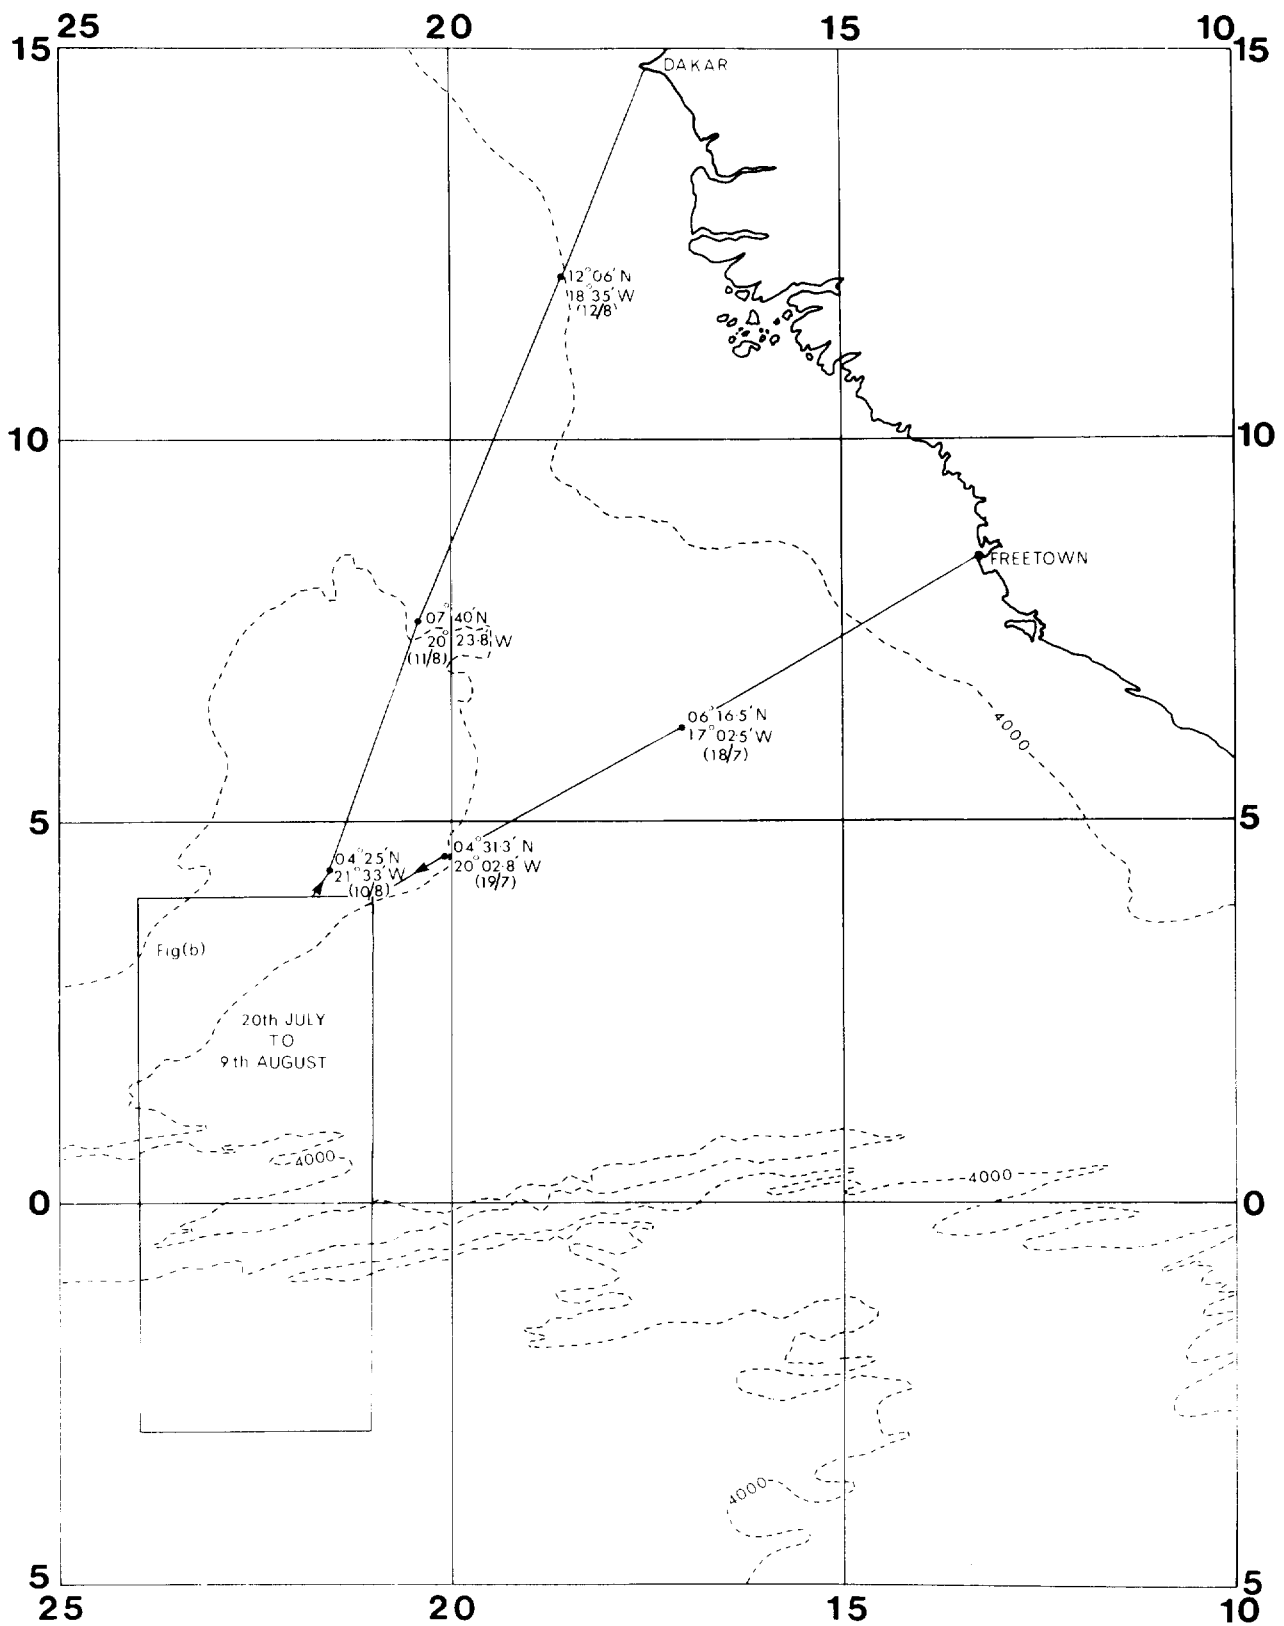 25 20 15 10
15 15
DAKAR
12°06'N
18°35'W
(12/8)
10 10
FREETOWN
07°40'N
20°23·8'W
(11/8)
06°16·5'N
17°02·5'W
(18/7)
4000
5 5
04°25'N
21°33'W
(10/8)
04°31·3'N
20°02·8'W
(19/7)
Fig(b)
20th JULY
TO
9th AUGUST
4000
4000
0 0
4000
5 5
25 20 15 10